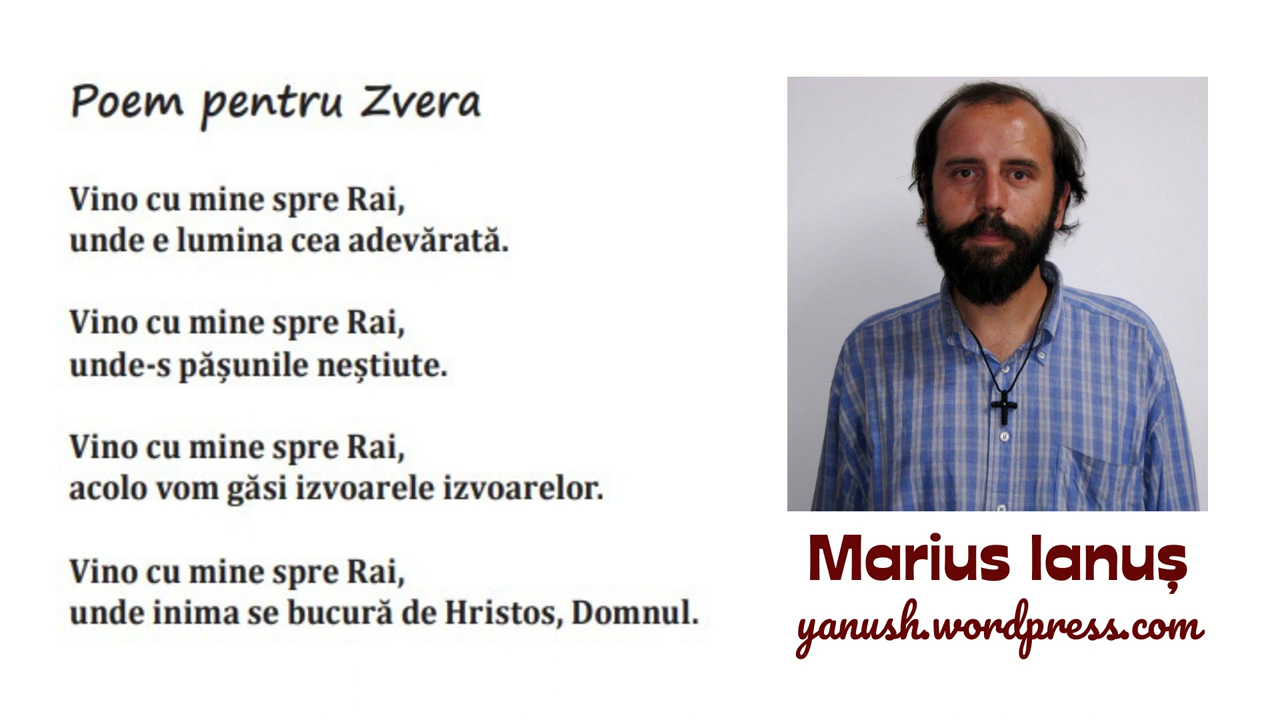 Poem pentru Zvera
Vino cu mine spre Rai,
unde e lumina cea adevărată.
Vino cu mine spre Rai,
unde-s pășunile neștiute.
Vino cu mine spre Rai,
acolo vom găsi izvoarele izvoarelor.
Vino cu mine spre Rai,
unde inima se bucură de Hristos, Domnul.
Marius Ianuș
yanush.wordpress.com